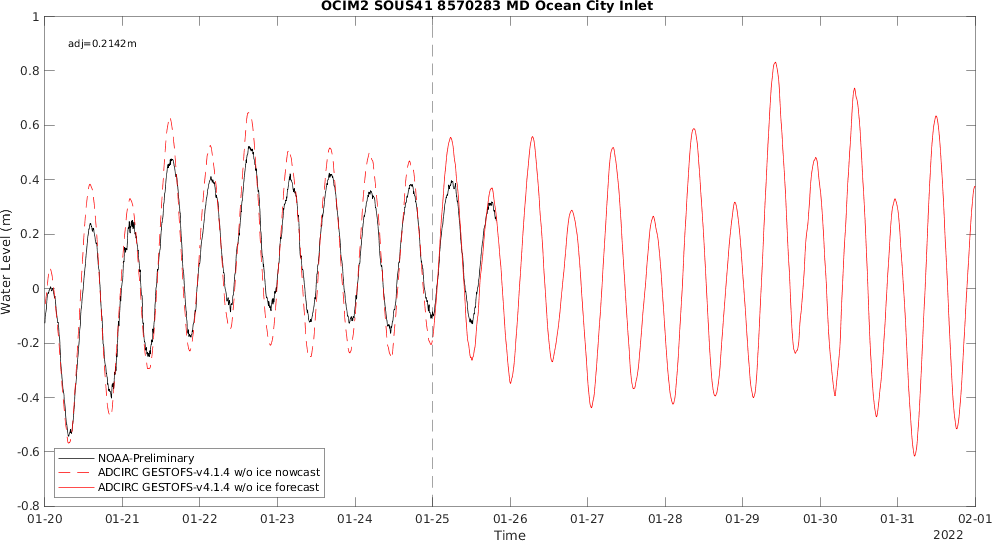 OCIM2 SOUS41 8570283 MD Ocean City Inlet
adj=0.2142m
1
0.8
0.6
0.4
0.2
0
-0.2
-0.4
-0.6
-0.8
Water Level (m)
NOAA-Preliminary
ADCIRC GESTOFS-v4.1.4 w/o ice nowcast
ADCIRC GESTOFS-v4.1.4 w/o ice forecast
01-20 01-21 01-22 01-23 01-24 01-25 01-26 01-27 01-28 01-29 01-30 01-31 02-01
Time
2022